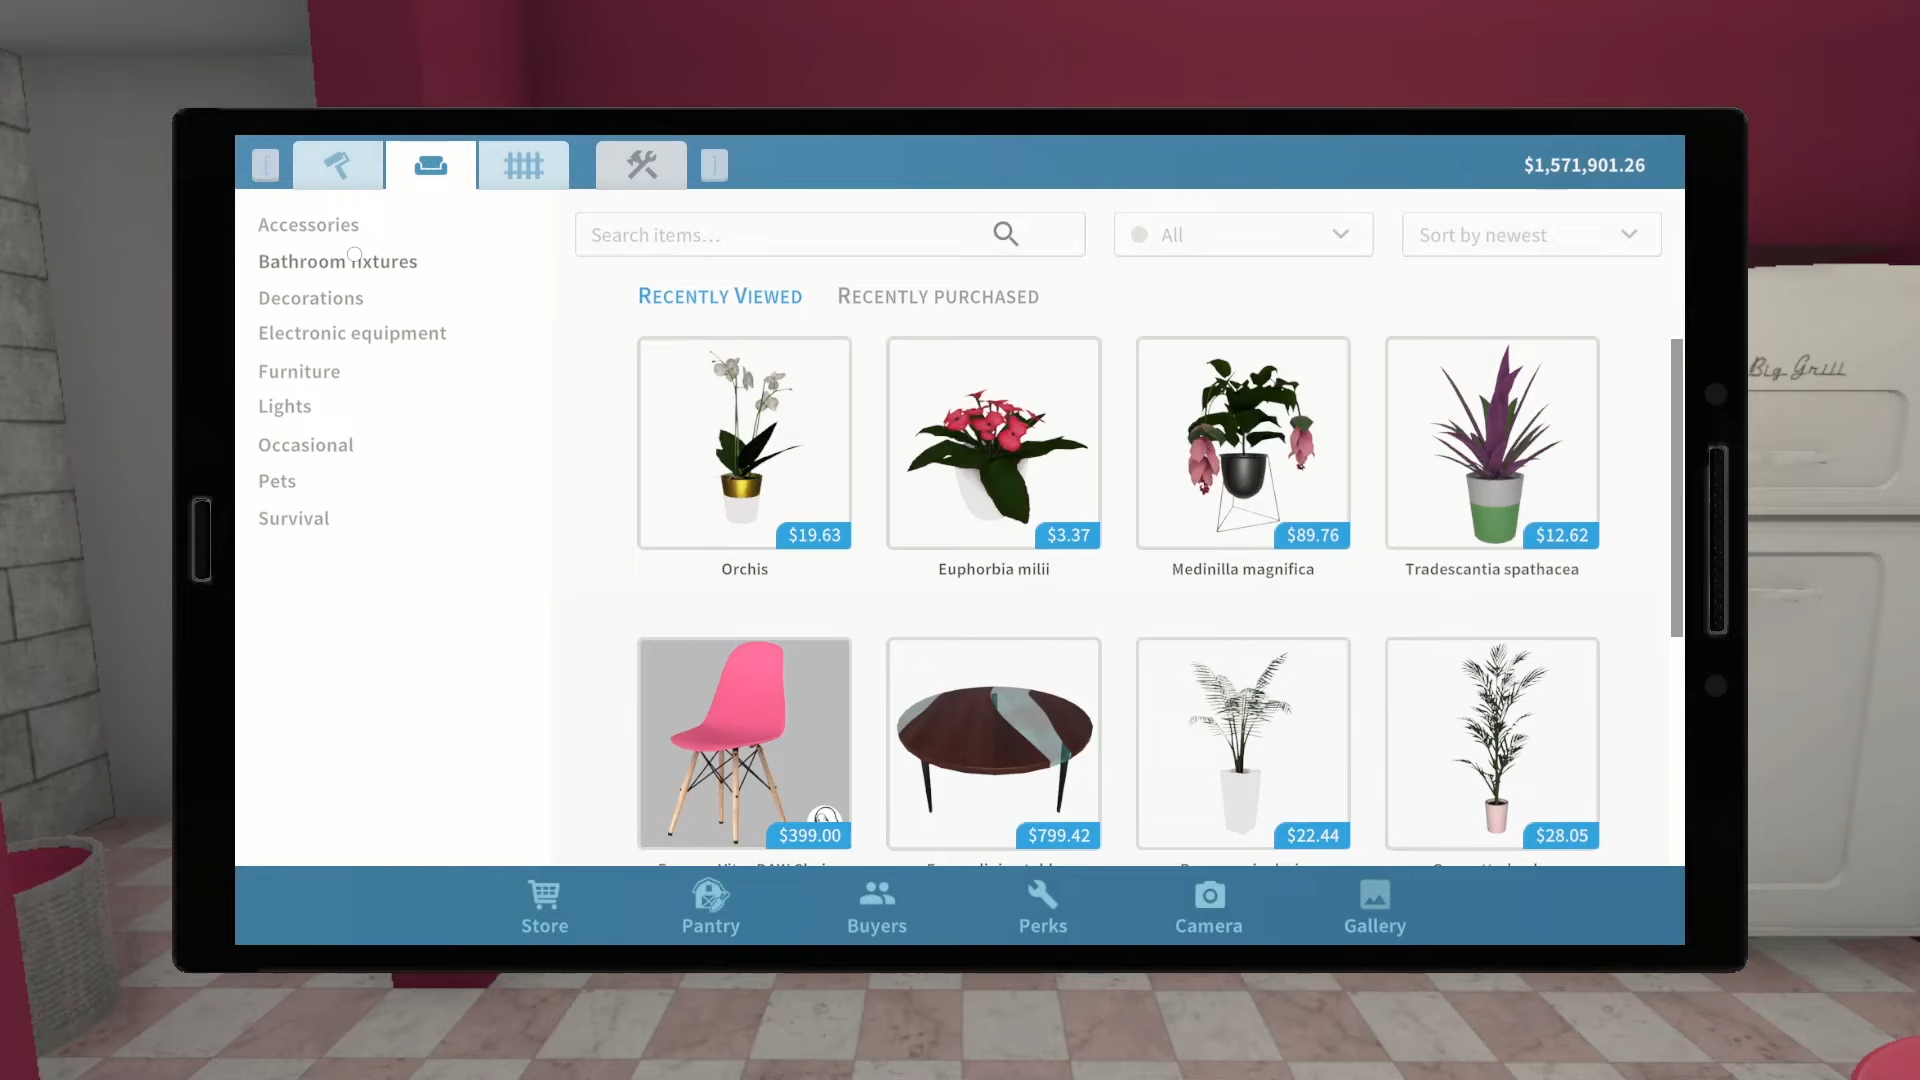 $1,571,901.26
Accessories
Bathroom fixtures
Decorations
Electronic equipment
Furniture
Lights
Occasional
Pets
Survival
Search items...
All
Sort by newest
RECENTLY VIEWED
RECENTLY PURCHASED
$19.63
$3.37
$89.76
$12.62
Orchis
Euphorbia milii
Medinilla magnifica
Tradescantia spathacea
$399.00
$799.42
$22.44
$28.05
Store
Pantry
Buyers
Perks
Camera
Gallery
Big Grill